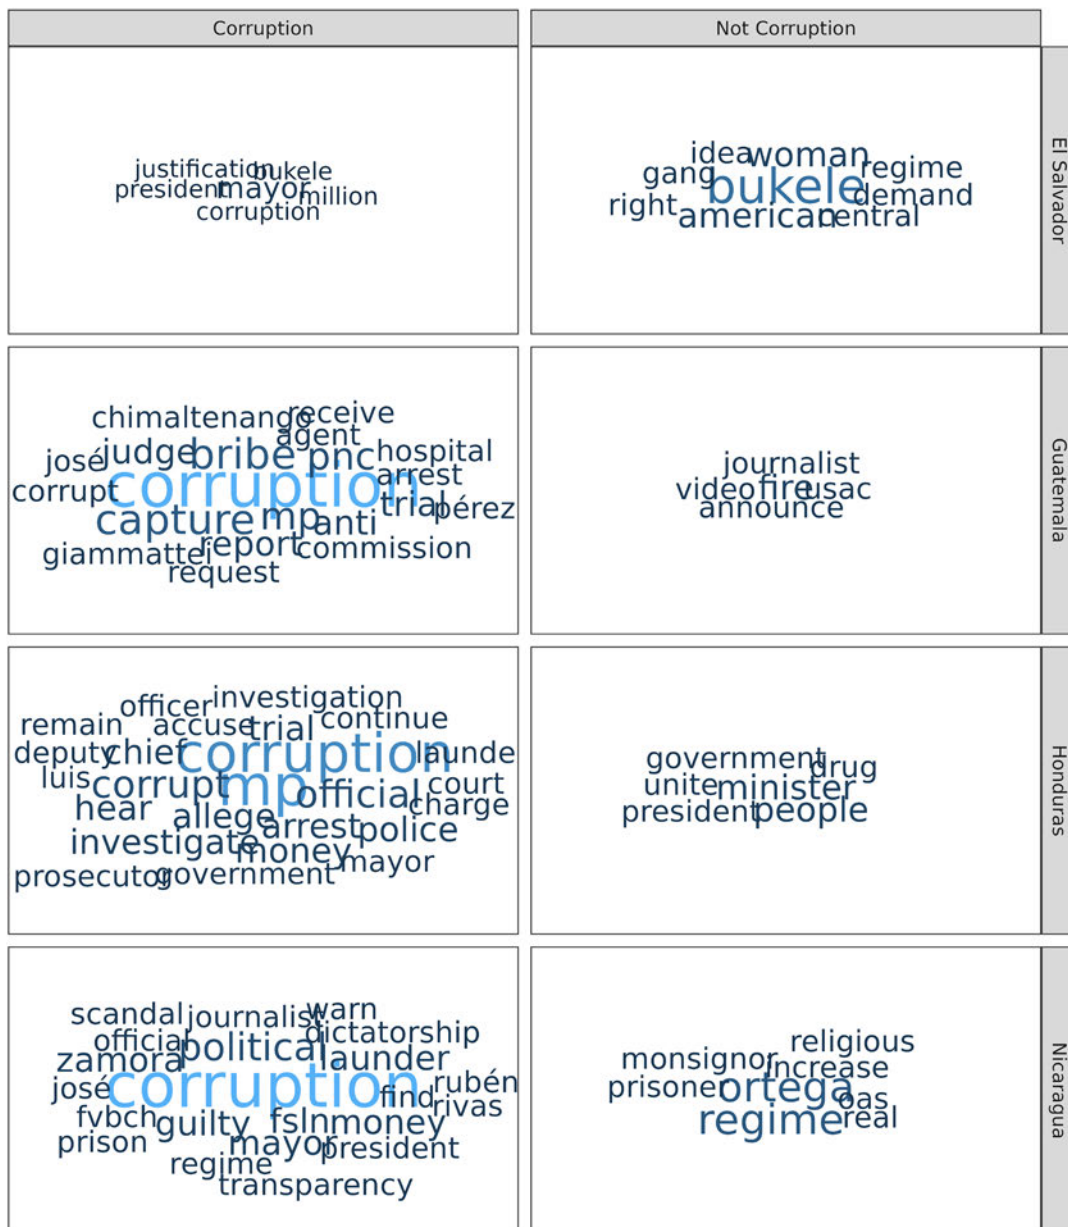 Corruption
Not Corruption
justification bukele
president mayor million
corruption
idea woman regime
gang bukele demand
right american central
El Salvador
chimaltenango receive
agent
josé judge bribe pnc hospital
corrupt corruption arrest
capture mp anti trial pérez
giammattei report commission
request
journalist
video fire usac
announce
Guatemala
officer investigation
remain accuse trial continue
deputy chief corruption launde
luis corrupt mp official court
hear allege arrest police charge
investigate money mayor
prosecutor government
government drug
unite minister
president people
Honduras
scandal journalist warn
official political dictatorship
zamora launder
josé corruption find rubén
fvbch guilty fsln money rivas
prison mayor president
regime
transparency
religious
monsignor increase
prisoner ortega oas
regime real
Nicaragua